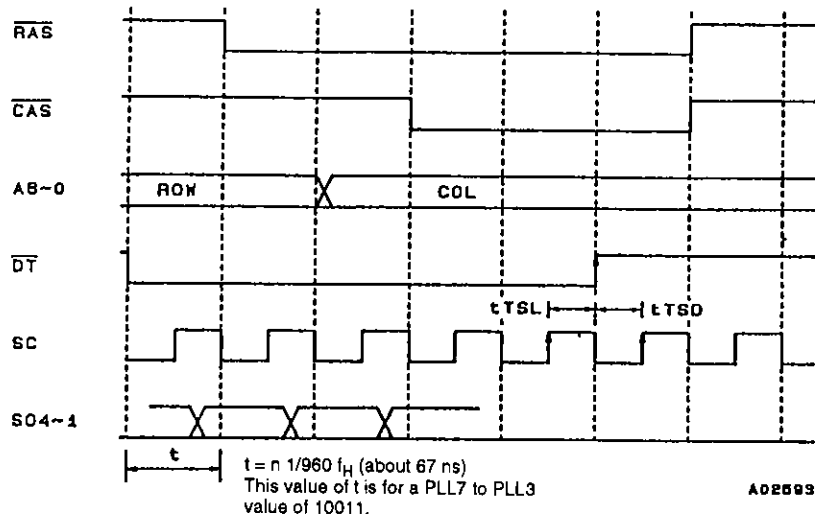 RAS
CAS
A8~0 ROW COL
DT
tTSL tTSD
SC
SO4~1
t
t = n 1/960 fH (about 67 ns)
This value of t is for a PLL7 to PLL3
value of 10011.
A02593